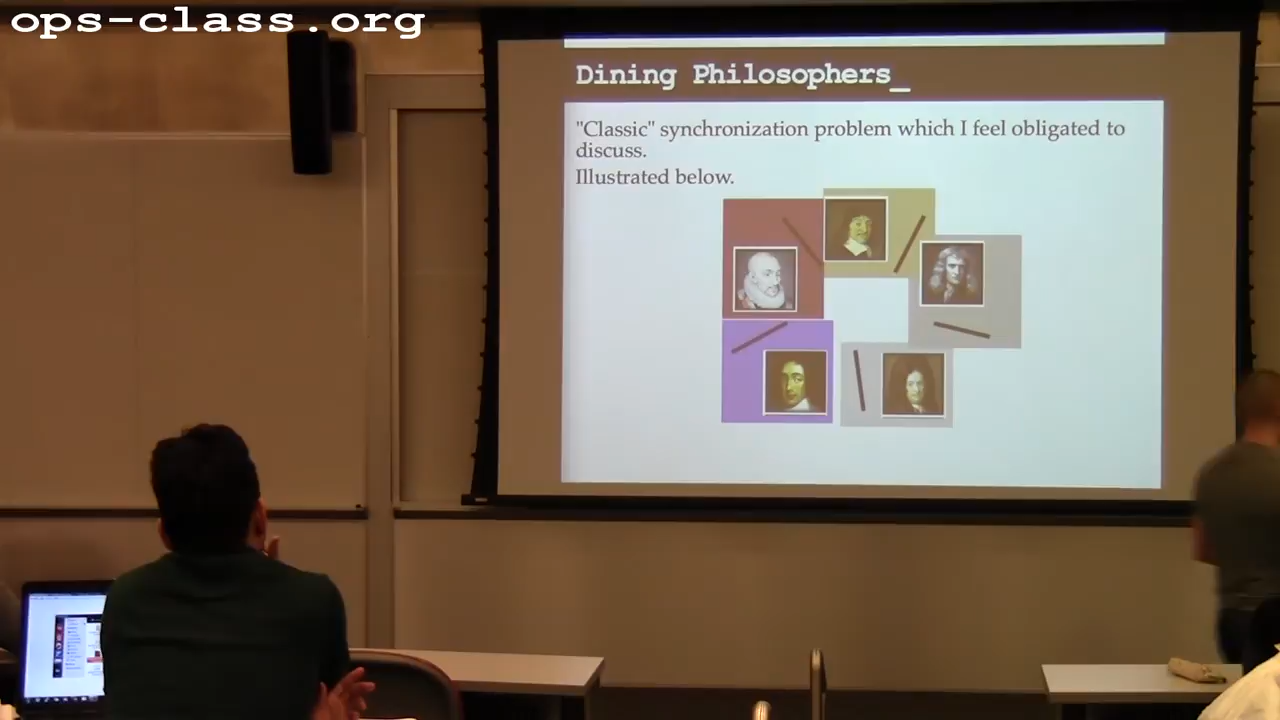 ops-class.org
Dining Philosophers_
"Classic" synchronization problem which I feel obligated to
discuss.
Illustrated below.